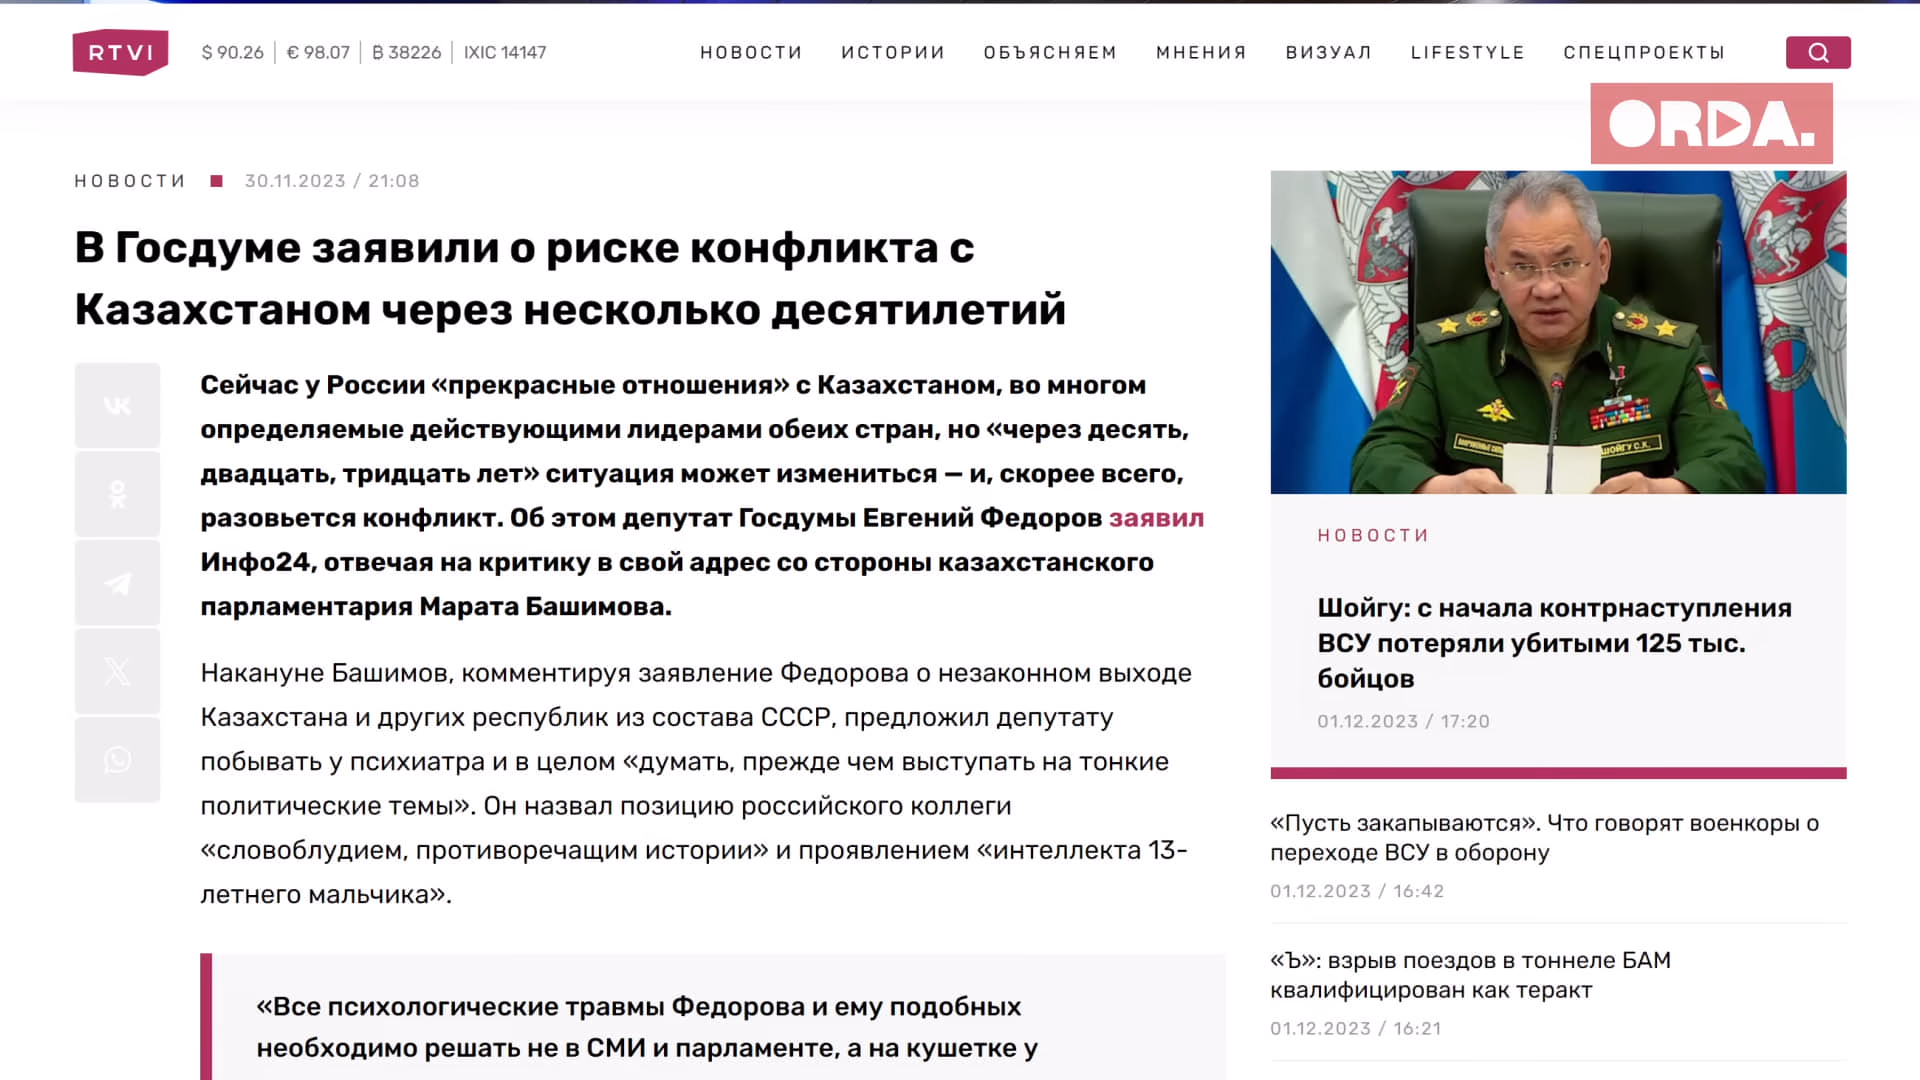 RTVI
$ 90.26 | € 98.07 | ₿ 38226 | IXIC 14147
НОВОСТИ ИСТОРИИ ОБЪЯСНЯЕМ МНЕНИЯ ВИЗУАЛ LIFESTYLE СПЕЦПРОЕКТЫ
ORDA.
НОВОСТИ 30.11.2023 / 21:08
В Госдуме заявили о риске конфликта с
Казахстаном через несколько десятилетий
Сейчас у России «прекрасные отношения» с Казахстаном, во многом
определяемые действующими лидерами обеих стран, но «через десять,
двадцать, тридцать лет» ситуация может измениться — и, скорее всего,
разовьется конфликт. Об этом депутат Госдумы Евгений Федоров заявил
Инфо24, отвечая на критику в свой адрес со стороны казахстанского
парламентария Марата Башимова.
Накануне Башимов, комментируя заявление Федорова о незаконном выходе
Казахстана и других республик из состава СССР, предложил депутату
побывать у психиатра и в целом «думать, прежде чем выступать на тонкие
политические темы». Он назвал позицию российского коллеги
«словоблудием, противоречащим истории» и проявлением «интеллекта 13-
летнего мальчика».
«Все психологические травмы Федорова и ему подобных
необходимо решать не в СМИ и парламенте, а на кушетке у
ШОЙГУ С.К.
НОВОСТИ
Шойгу: с начала контрнаступления
ВСУ потеряли убитыми 125 тыс.
бойцов
01.12.2023 / 17:20
«Пусть закапываются». Что говорят военкоры о
переходе ВСУ в оборону
01.12.2023 / 16:42
«Ъ»: взрыв поездов в тоннеле БАМ
квалифицирован как теракт
01.12.2023 / 16:21